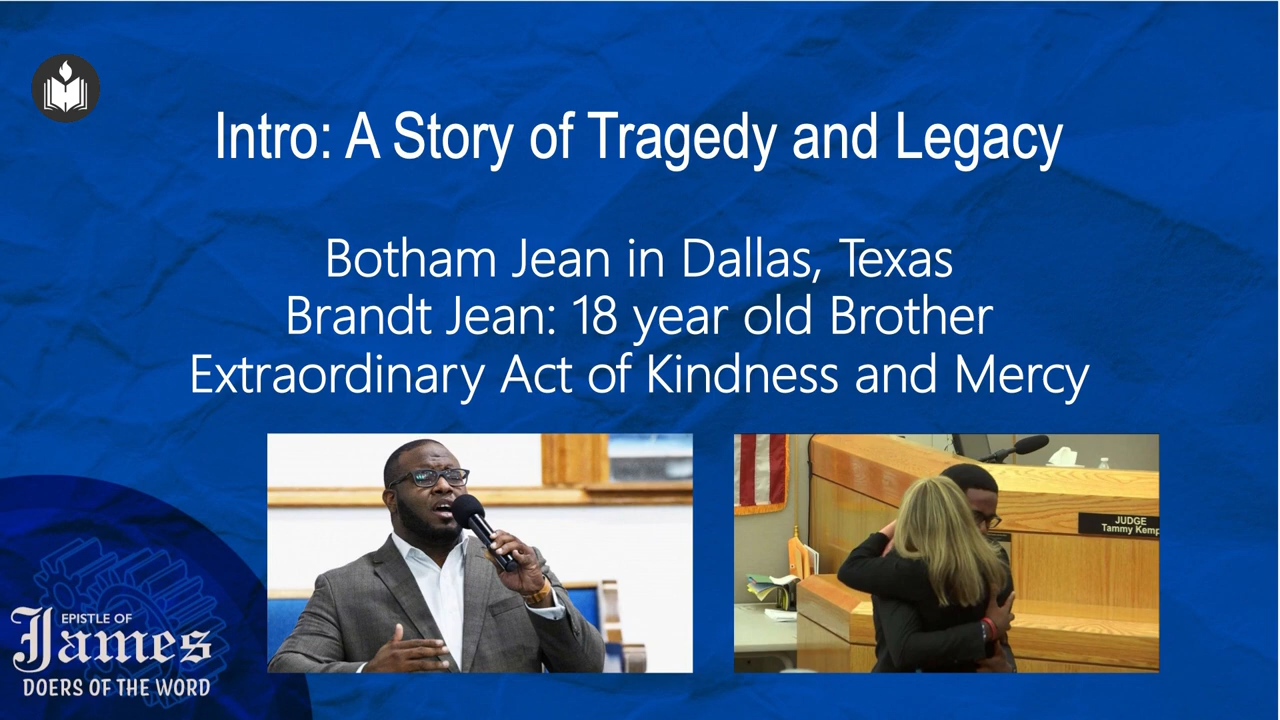 Intro: A Story of Tragedy and Legacy
Botham Jean in Dallas, Texas
Brandt Jean: 18 year old Brother
Extraordinary Act of Kindness and Mercy
JUDGE
Tammy Kemp
EPISTLE OF
James
DOERS OF THE WORD